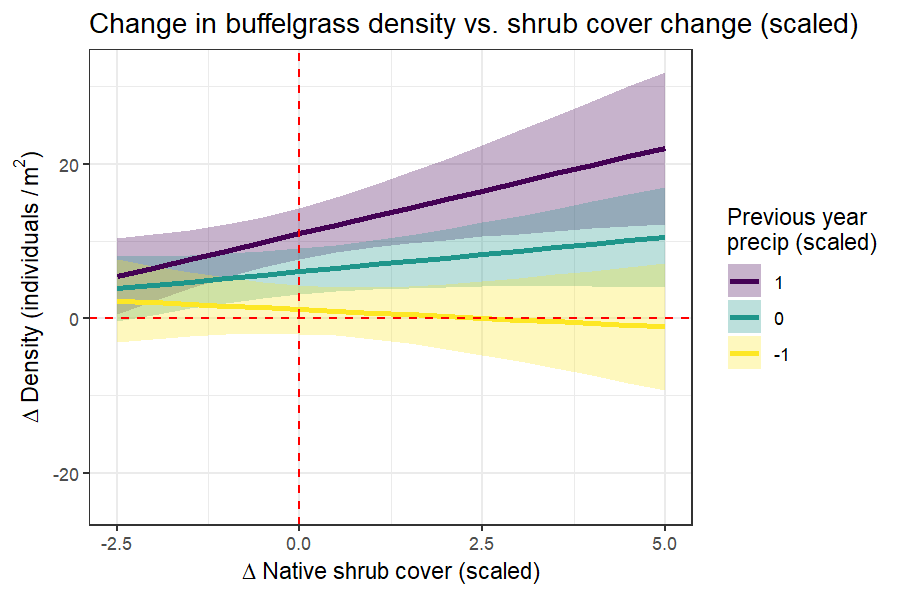 Change in buffelgrass density vs. shrub cover change (scaled)
Δ Density (individuals / m²)
20
0
-20
-2.5
0.0
2.5
5.0
Δ Native shrub cover (scaled)
Previous year
precip (scaled)
1
0
-1